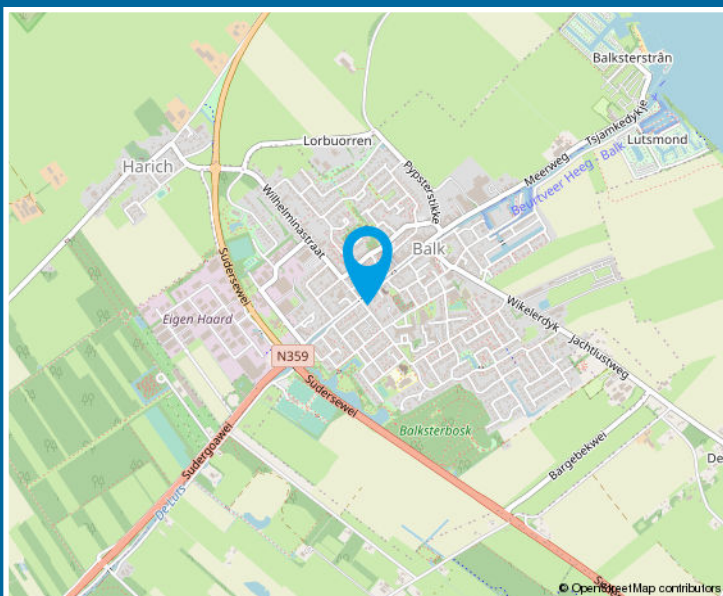 Balksterstrân
Tsjamkedykje
Lutsmond
Lorbuorren
Harich
Pypsterstikke
Meerweg
Beurtveer Heeg - Balk
Wilhelminastraat
Balk
Sudersewei
Wikelerdyk
Jachtlustweg
Eigen Haard
N359
Sudersewei
Balksterbosk
Sudergoawei
Bargebekwei
De
De Luts
© OpenStreetMap contributors